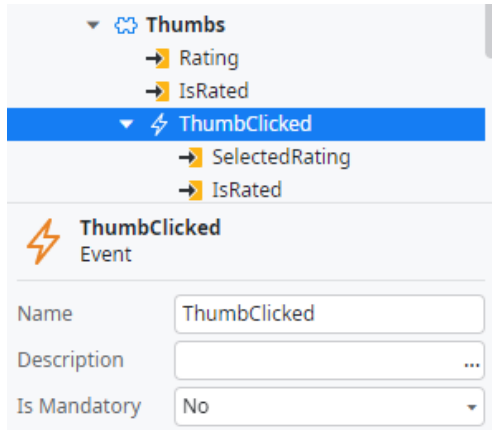 Thumbs
Rating
IsRated
ThumbClicked
SelectedRating
IsRated
ThumbClicked
Event
Name ThumbClicked
Description ...
Is Mandatory No